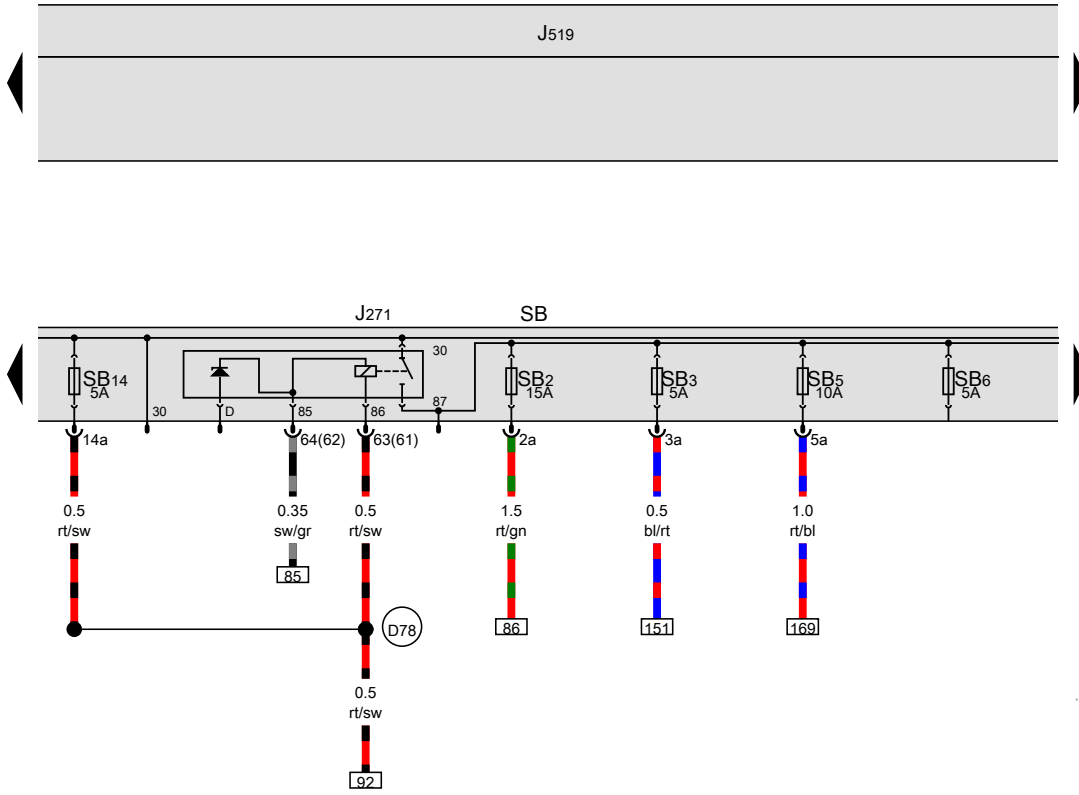 J519
J271
SB
30
SB14
5A
SB2
15A
SB3
5A
SB5
10A
SB6
5A
87
30
D
85
86
14a
64(62)
63(61)
2a
3a
5a
0.5
rt/sw
0.35
sw/gr
0.5
rt/sw
1.5
rt/gn
0.5
bl/rt
1.0
rt/bl
85
D78
86
151
169
0.5
rt/sw
92